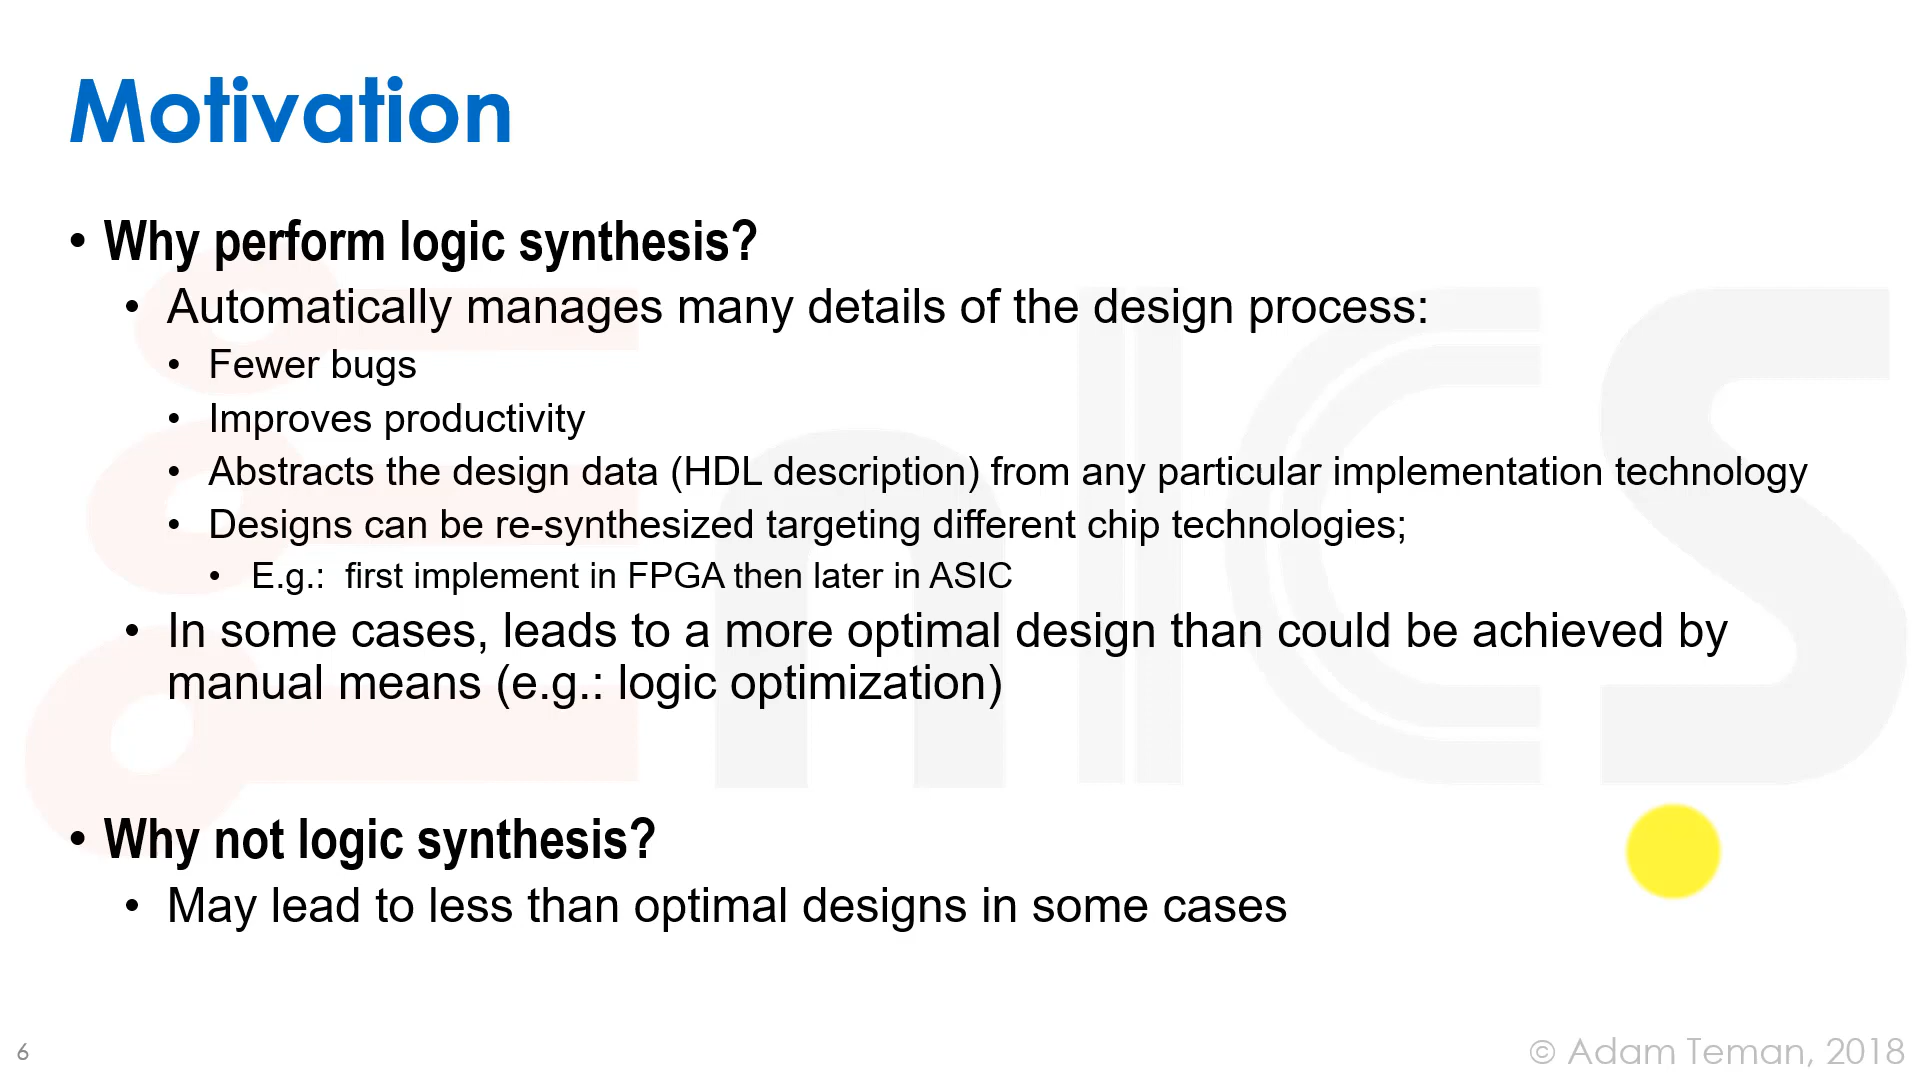 Motivation
• Why perform logic synthesis?
• Automatically manages many details of the design process:
• Fewer bugs
• Improves productivity
• Abstracts the design data (HDL description) from any particular implementation technology
• Designs can be re-synthesized targeting different chip technologies;
• E.g.: first implement in FPGA then later in ASIC
• In some cases, leads to a more optimal design than could be achieved by
manual means (e.g.: logic optimization)
• Why not logic synthesis?
• May lead to less than optimal designs in some cases
6
© Adam Teman, 2018
EnICS